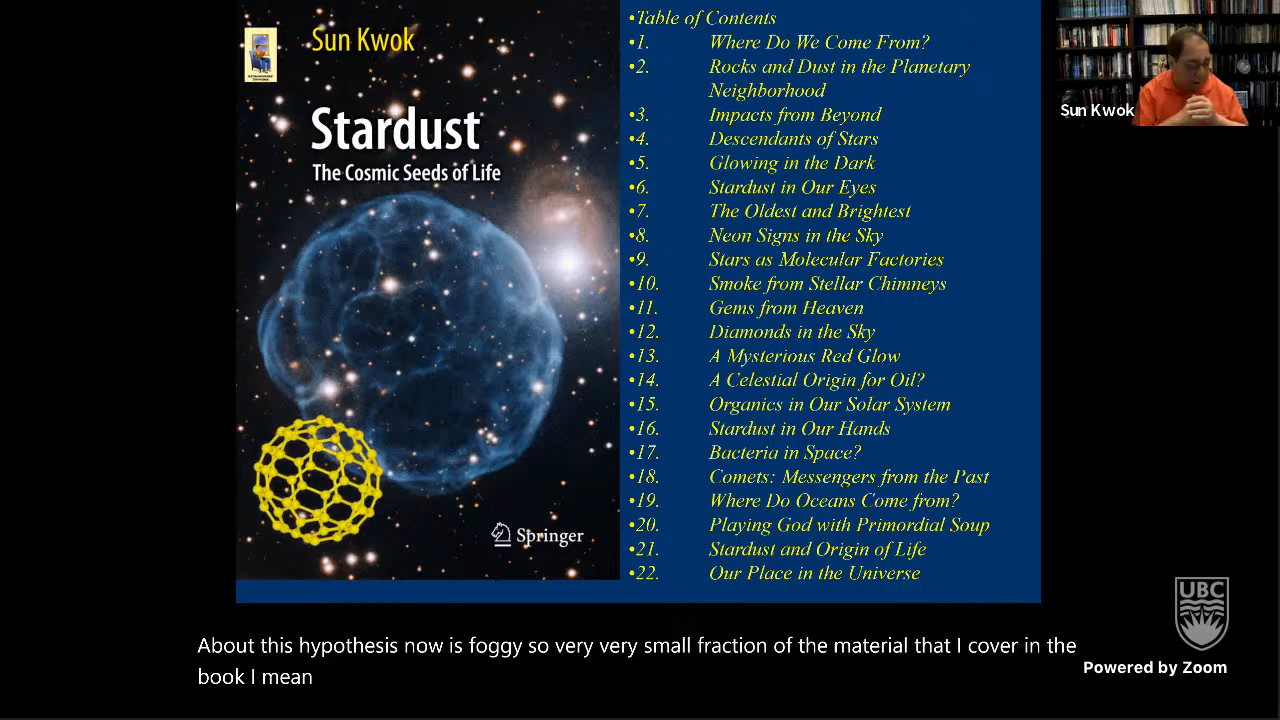 Sun Kwok
Stardust
The Cosmic Seeds of Life
Springer
•Table of Contents
•1. Where Do We Come From?
•2. Rocks and Dust in the Planetary
Neighborhood
•3. Impacts from Beyond
•4. Descendants of Stars
•5. Glowing in the Dark
•6. Stardust in Our Eyes
•7. The Oldest and Brightest
•8. Neon Signs in the Sky
•9. Stars as Molecular Factories
•10. Smoke from Stellar Chimneys
•11. Gems from Heaven
•12. Diamonds in the Sky
•13. A Mysterious Red Glow
•14. A Celestial Origin for Oil?
•15. Organics in Our Solar System
•16. Stardust in Our Hands
•17. Bacteria in Space?
•18. Comets: Messengers from the Past
•19. Where Do Oceans Come from?
•20. Playing God with Primordial Soup
•21. Stardust and Origin of Life
•22. Our Place in the Universe
Sun Kwok
About this hypothesis now is foggy so very very small fraction of the material that I cover in the
book I mean
UBC
Powered by Zoom